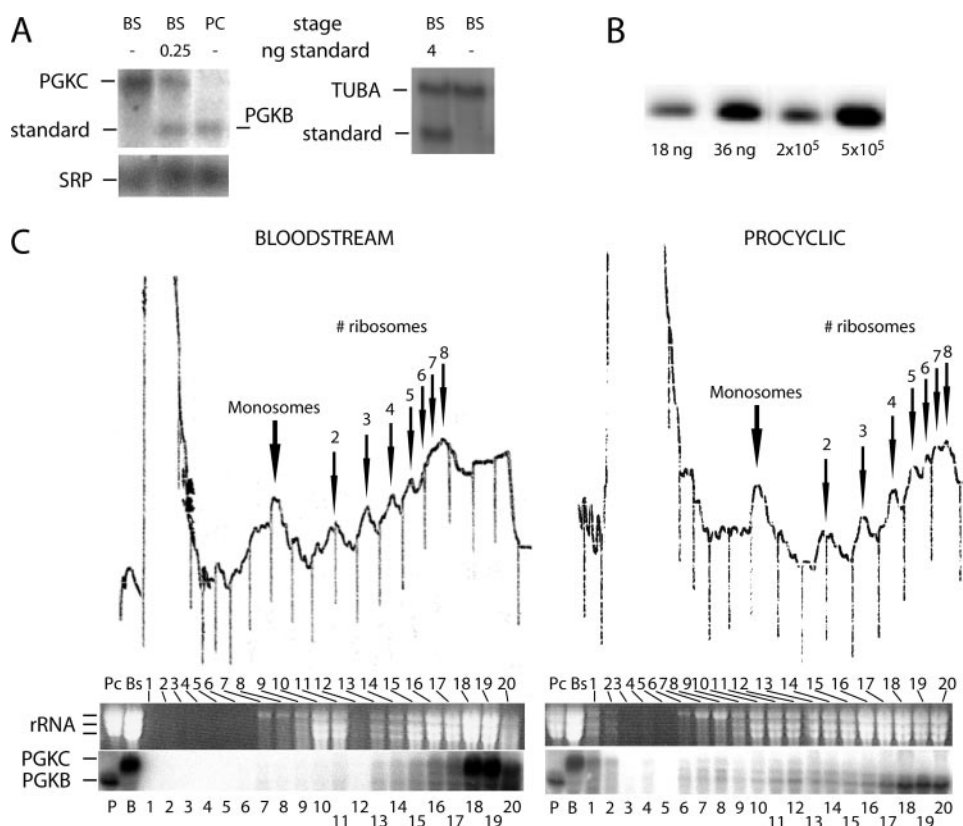 A
BS BS PC stage BS BS
- 0.25 - ng standard 4 -
PGKC
standard
PGKB
SRP
TUBA
standard
B
18 ng 36 ng 2x10⁵ 5x10⁵
C
BLOODSTREAM
# ribosomes
Monosomes 2 3 4 5 6 7 8
PROCYCLIC
# ribosomes
Monosomes 2 3 4 5 6 7 8
Pc Bs 1 2 3 4 5 6 7 8 9 10 11 12 13 14 15 16 17 18 19 20
rRNA
PGKC
PGKB
P B 1 2 3 4 5 6 7 8 9 10 11 12 13 14 15 16 17 18 19 20
Pc Bs 1 2 3 4 5 6 7 8 9 10 11 12 13 14 15 16 17 18 19 20
P B 1 2 3 4 5 6 7 8 9 10 11 12 13 14 15 16 17 18 19 20